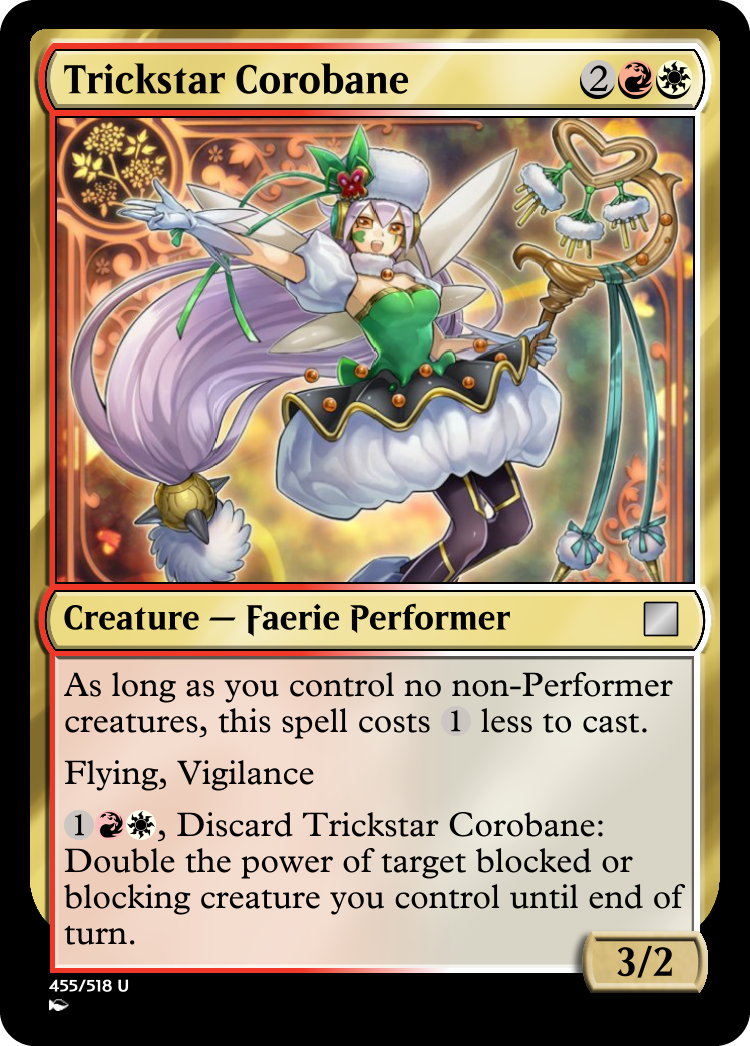 Trickstar Corobane 2
Creature — Faerie Performer
As long as you control no non-Performer
creatures, this spell costs 1 less to cast.
Flying, Vigilance
1, Discard Trickstar Corobane:
Double the power of target blocked or
blocking creature you control until end of
turn.
3/2
455/518 U